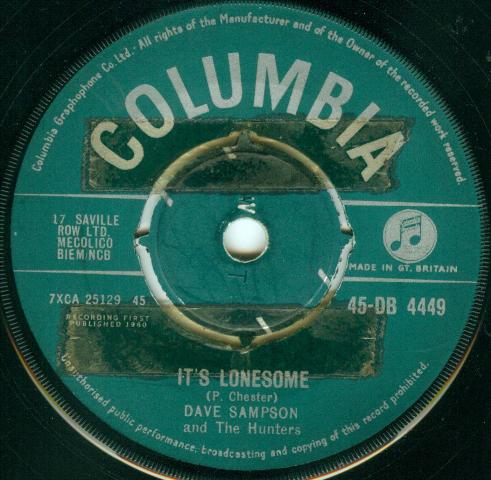 Columbia Graphophone Co. Ltd.· All rights of the Manufacturer and of the Owner of the recorded work reserved.
COLUMBIA
17 SAVILLE
ROW LTD.
MECOLICO
BIEM/NCB
MADE IN GT. BRITAIN
7XCA 25129 45
45-DB 4449
RECORDING FIRST
PUBLISHED 1960
IT'S LONESOME
(P. Chester)
DAVE SAMPSON
and The Hunters
Unauthorised public performance, broadcasting and copying of this record prohibited.